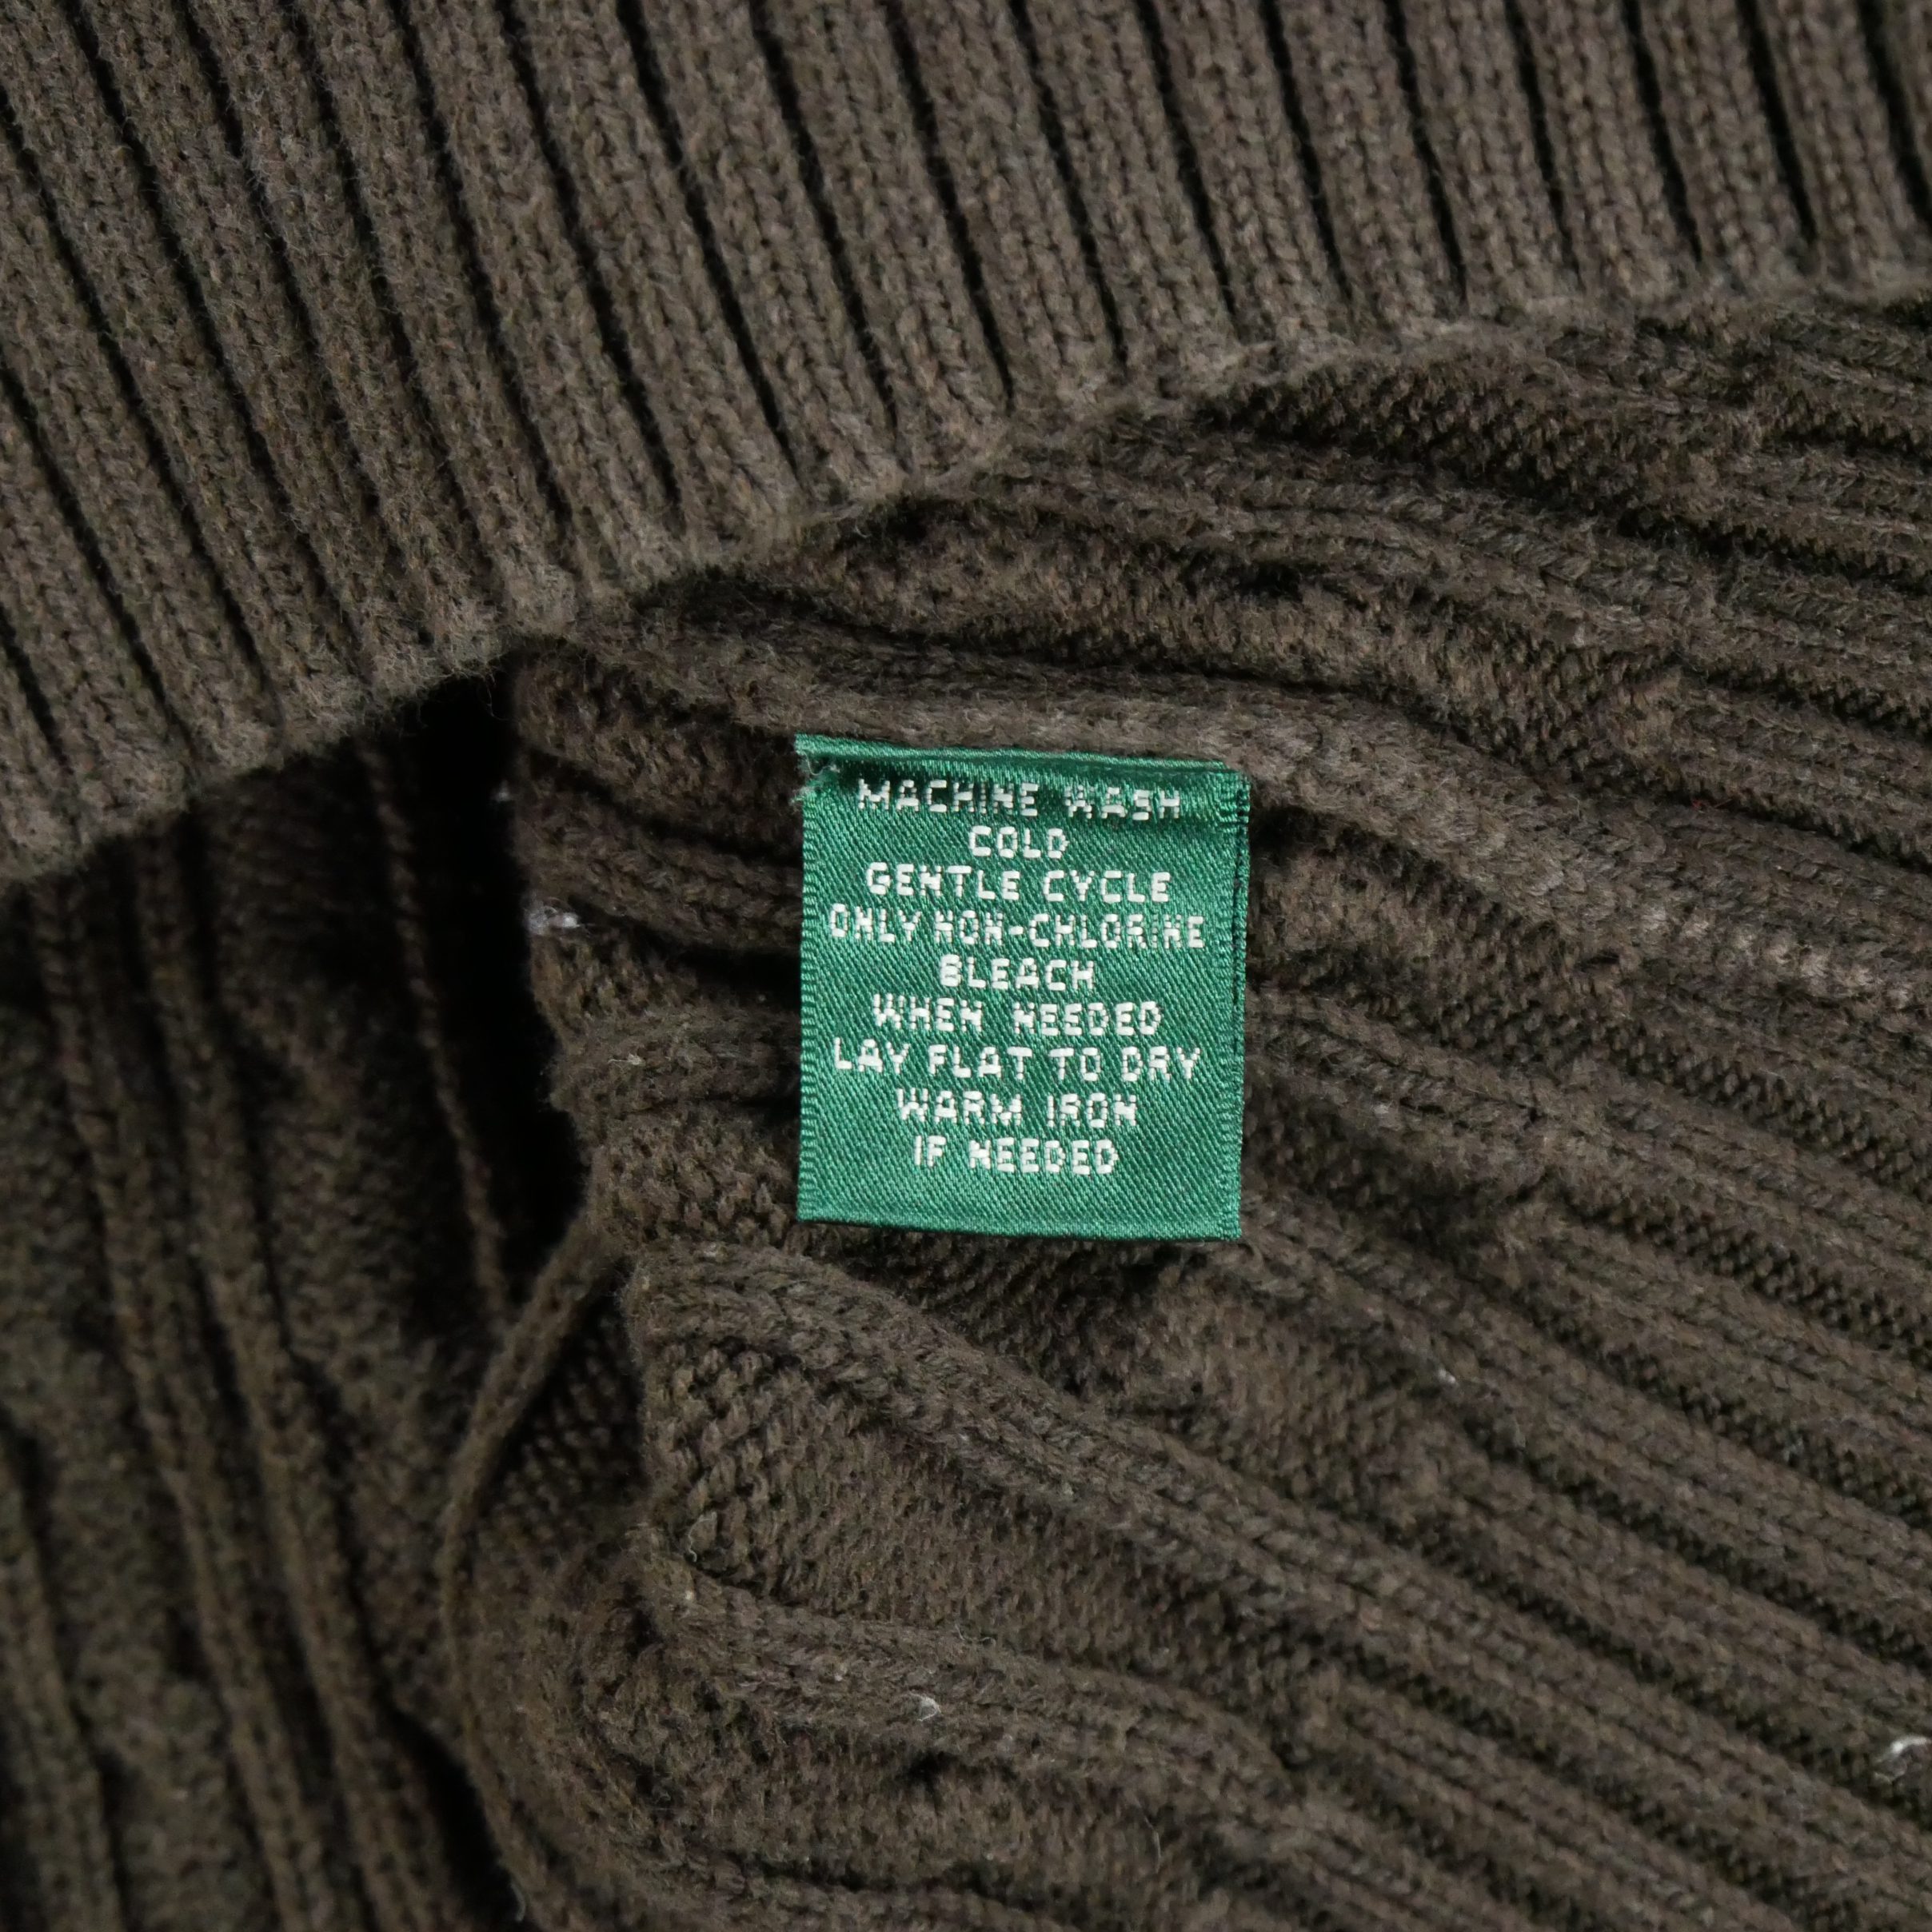 MACHINE WASH
COLD
GENTLE CYCLE
ONLY NON-CHLORINE
BLEACH
WHEN NEEDED
LAY FLAT TO DRY
WARM IRON
IF NEEDED